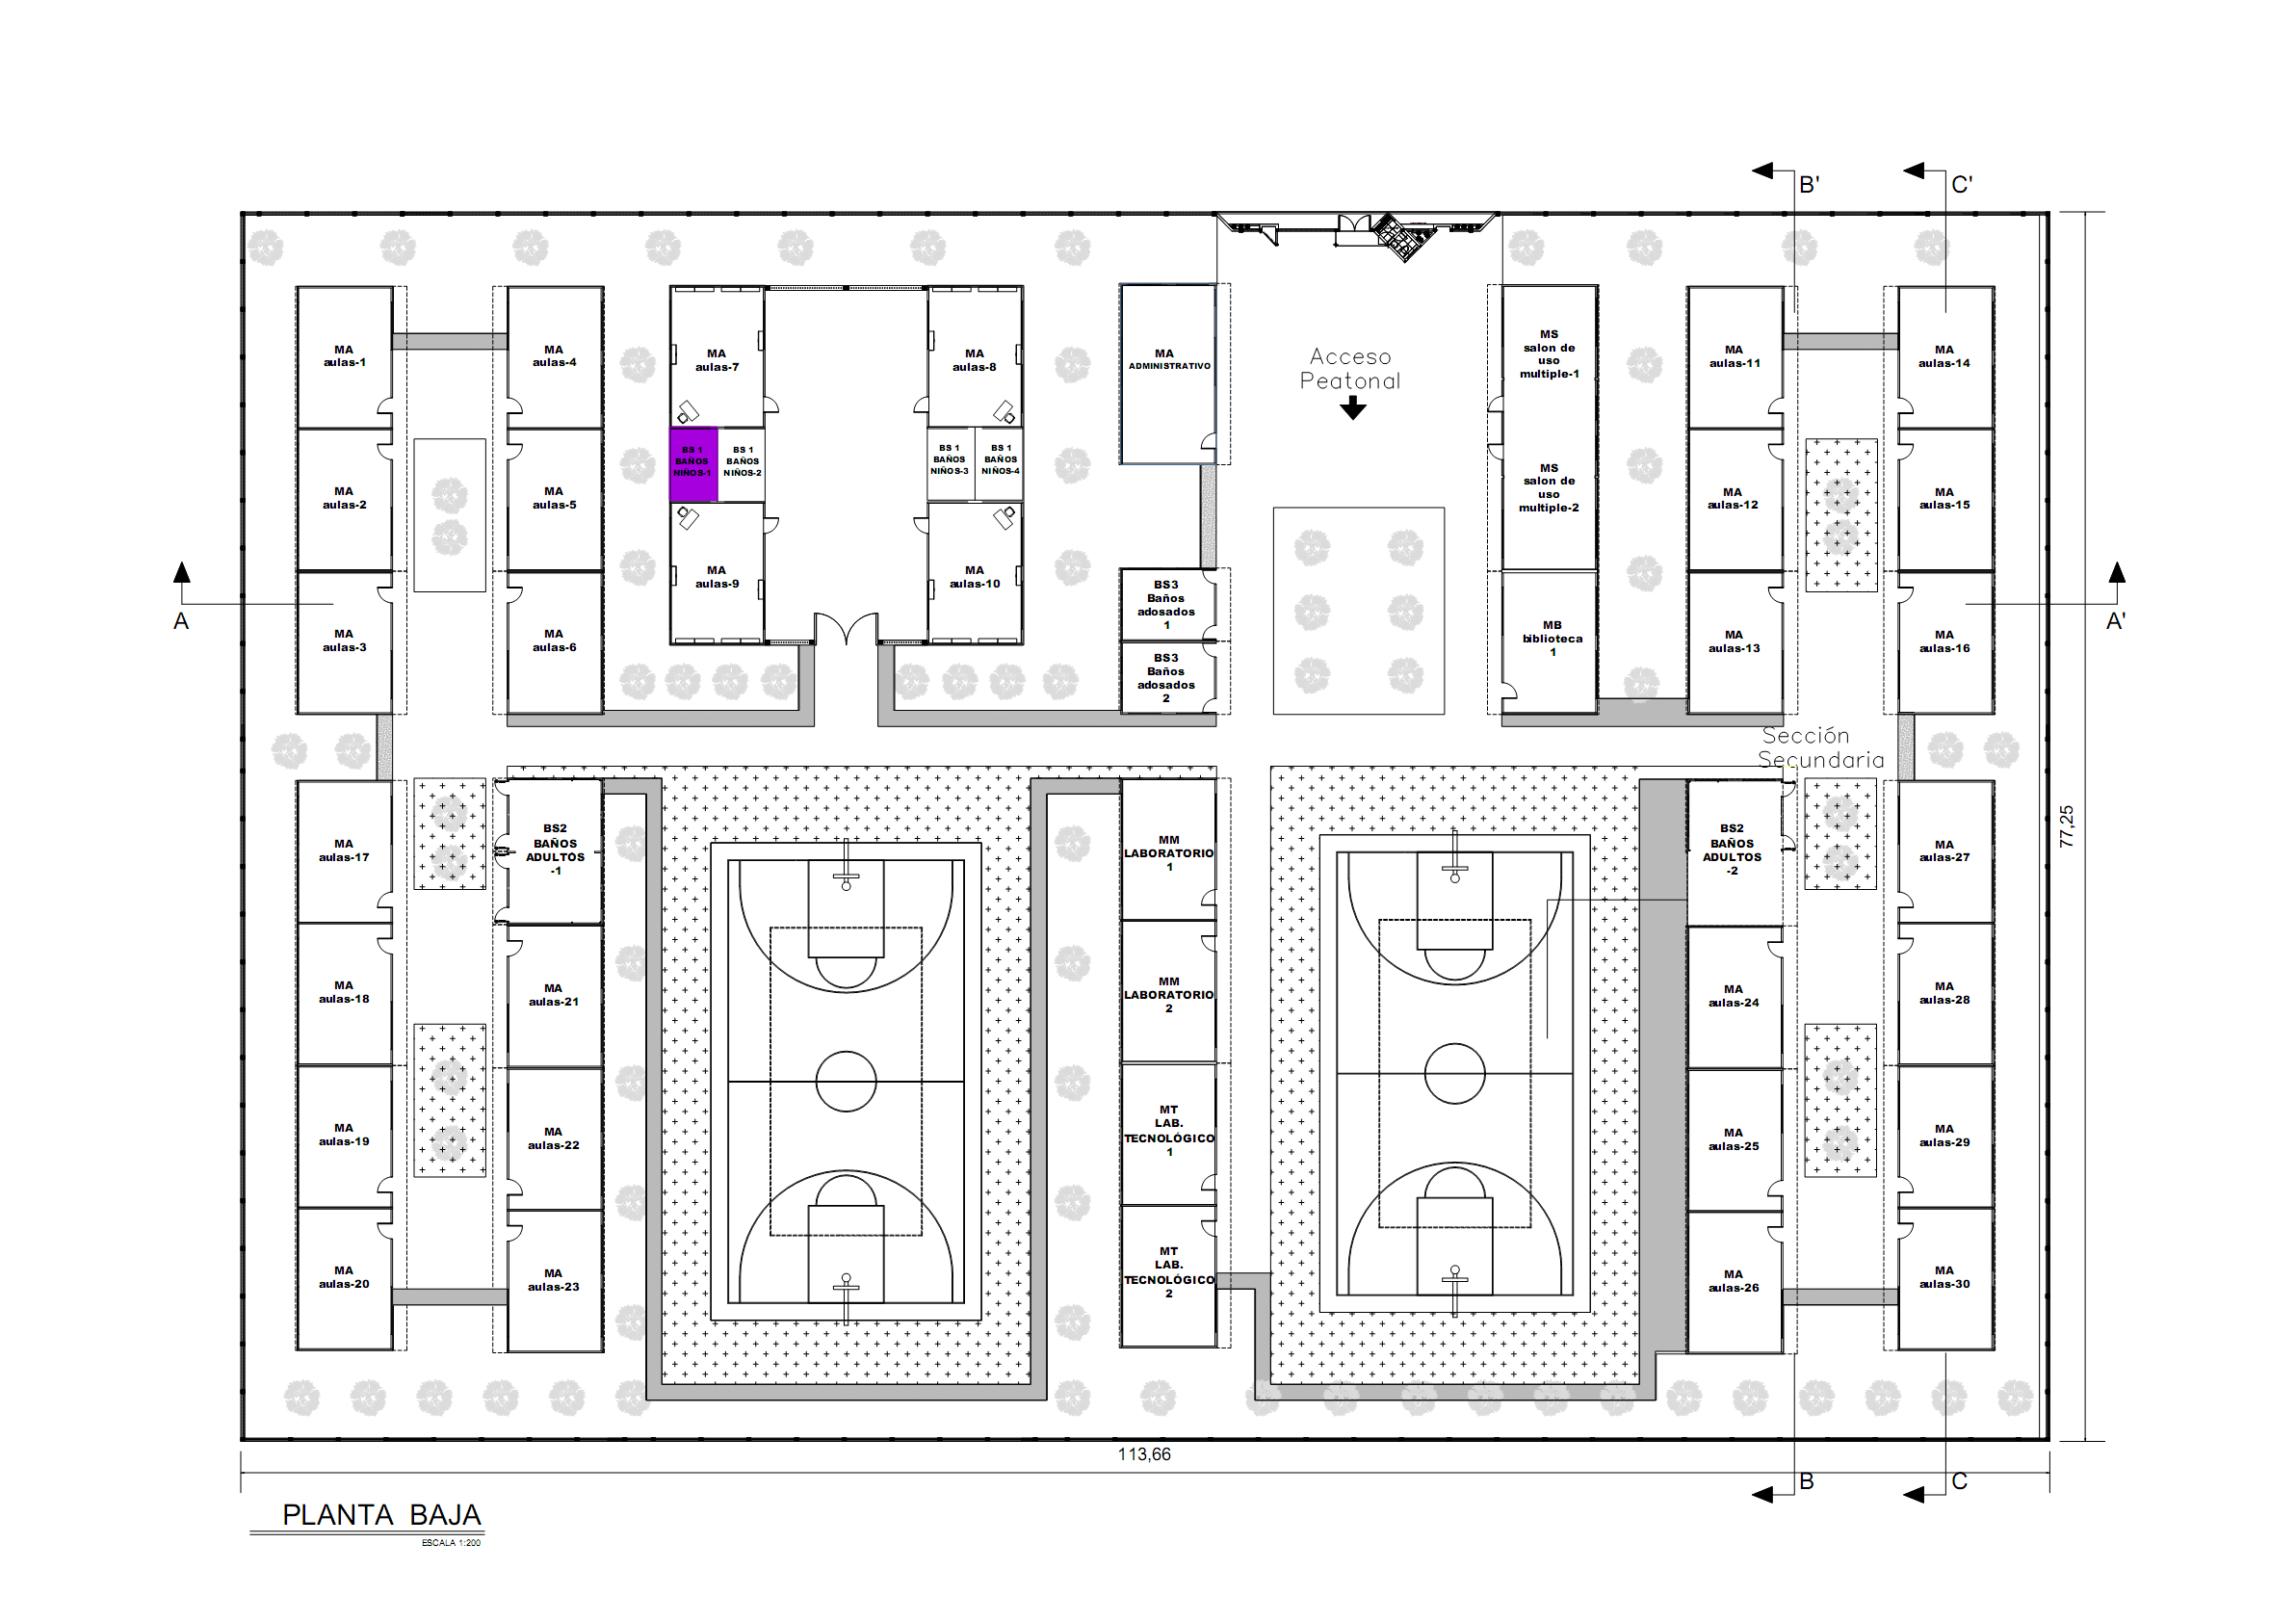 B'
C'
MA
aulas-1
MA
aulas-4
MA
aulas-7
MA
aulas-8
MA
ADMINISTRATIVO
Acceso
Peatonal
MS
salon de
uso
multiple-1
MA
aulas-11
MA
aulas-14
BS 1
BAÑOS
NIÑOS-1
BS 1
BAÑOS
NIÑOS-2
BS 1
BAÑOS
NIÑOS-3
BS 1
BAÑOS
NIÑOS-4
MA
aulas-2
MA
aulas-5
MS
salon de
uso
multiple-2
MA
aulas-12
MA
aulas-15
MA
aulas-9
MA
aulas-10
BS3
Baños
adosados
1
A
A'
MA
aulas-3
MA
aulas-6
BS3
Baños
adosados
2
MB
biblioteca
1
MA
aulas-13
MA
aulas-16
Sección
Secundaria
77,25
MA
aulas-17
BS2
BAÑOS
ADULTOS
-1
MM
LABORATORIO
1
BS2
BAÑOS
ADULTOS
-2
MA
aulas-27
MA
aulas-18
MA
aulas-21
MM
LABORATORIO
2
MA
aulas-24
MA
aulas-28
MA
aulas-19
MA
aulas-22
MT
LAB.
TECNOLÓGICO
1
MA
aulas-25
MA
aulas-29
MA
aulas-20
MA
aulas-23
MT
LAB.
TECNOLÓGICO
2
MA
aulas-26
MA
aulas-30
113,66
B
C
PLANTA BAJA
ESCALA 1:200